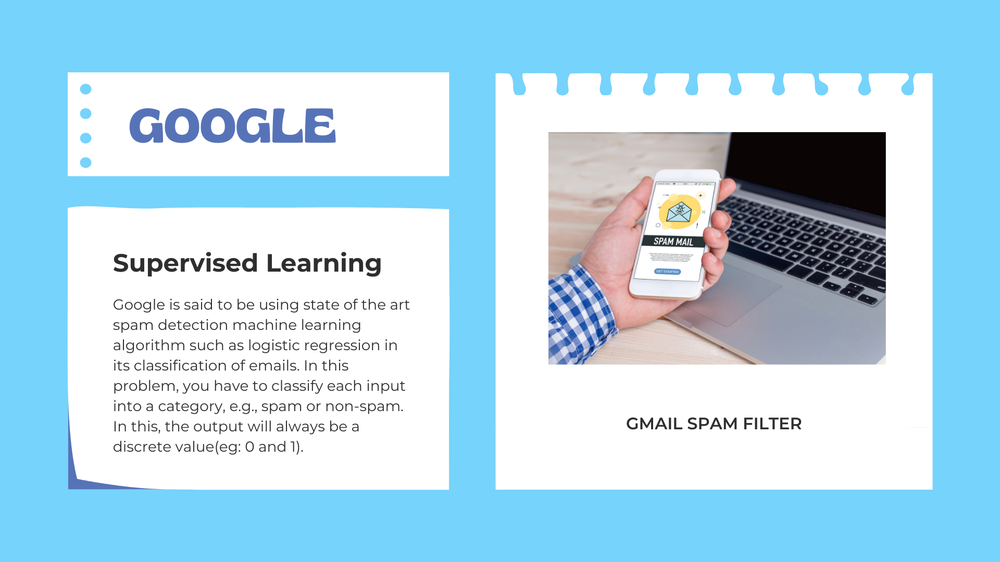 GOOGLE
Supervised Learning
Google is said to be using state of the art
spam detection machine learning
algorithm such as logistic regression in
its classification of emails. In this
problem, you have to classify each input
into a category, e.g., spam or non-spam.
In this, the output will always be a
discrete value(eg: 0 and 1).
SPAM MAIL
GET STARTED
GMAIL SPAM FILTER